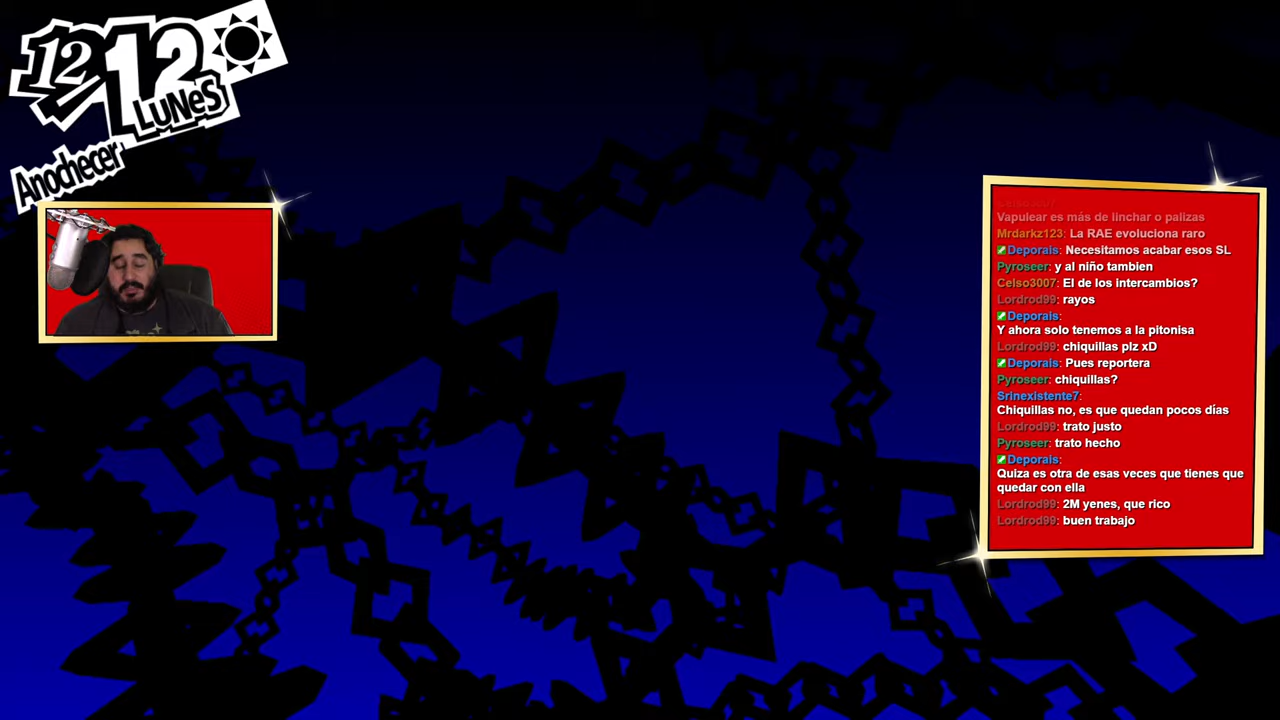 12/12
LUNeS
Anochecer
Celso3007
Vapulear es más de linchar o palizas
Mrdarkz123: La RAE evoluciona raro
Deporais: Necesitamos acabar esos SL
Pyroseer: y al niño tambien
Celso3007: El de los intercambios?
Lordrod99: rayos
Deporais:
Y ahora solo tenemos a la pitonisa
Lordrod99: chiquillas plz xD
Deporais: Pues reportera
Pyroseer: chiquillas?
Srinexistente7:
Chiquillas no, es que quedan pocos días
Lordrod99: trato justo
Pyroseer: trato hecho
Deporais:
Quiza es otra de esas veces que tienes que
quedar con ella
Lordrod99: 2M yenes, que rico
Lordrod99: buen trabajo